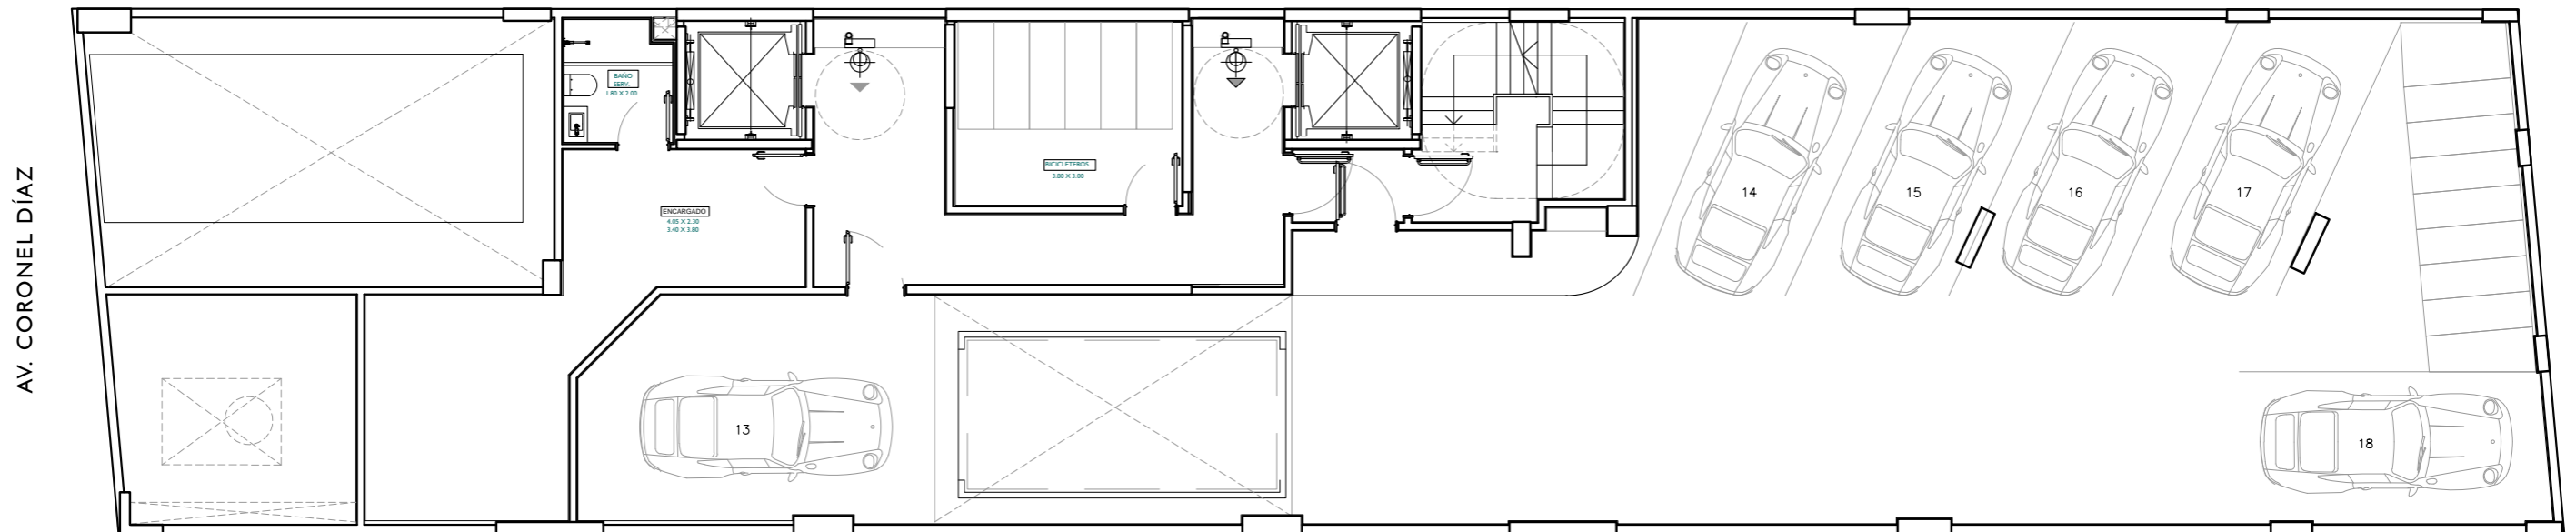 AV. CORONEL DÍAZ
BAÑO
SERV.
1.80 X 2.00
BICICLETEROS
3.80 X 3.00
ENCARGADO
4.05 X 2.30
3.40 X 3.80
13
14
15
16
17
18